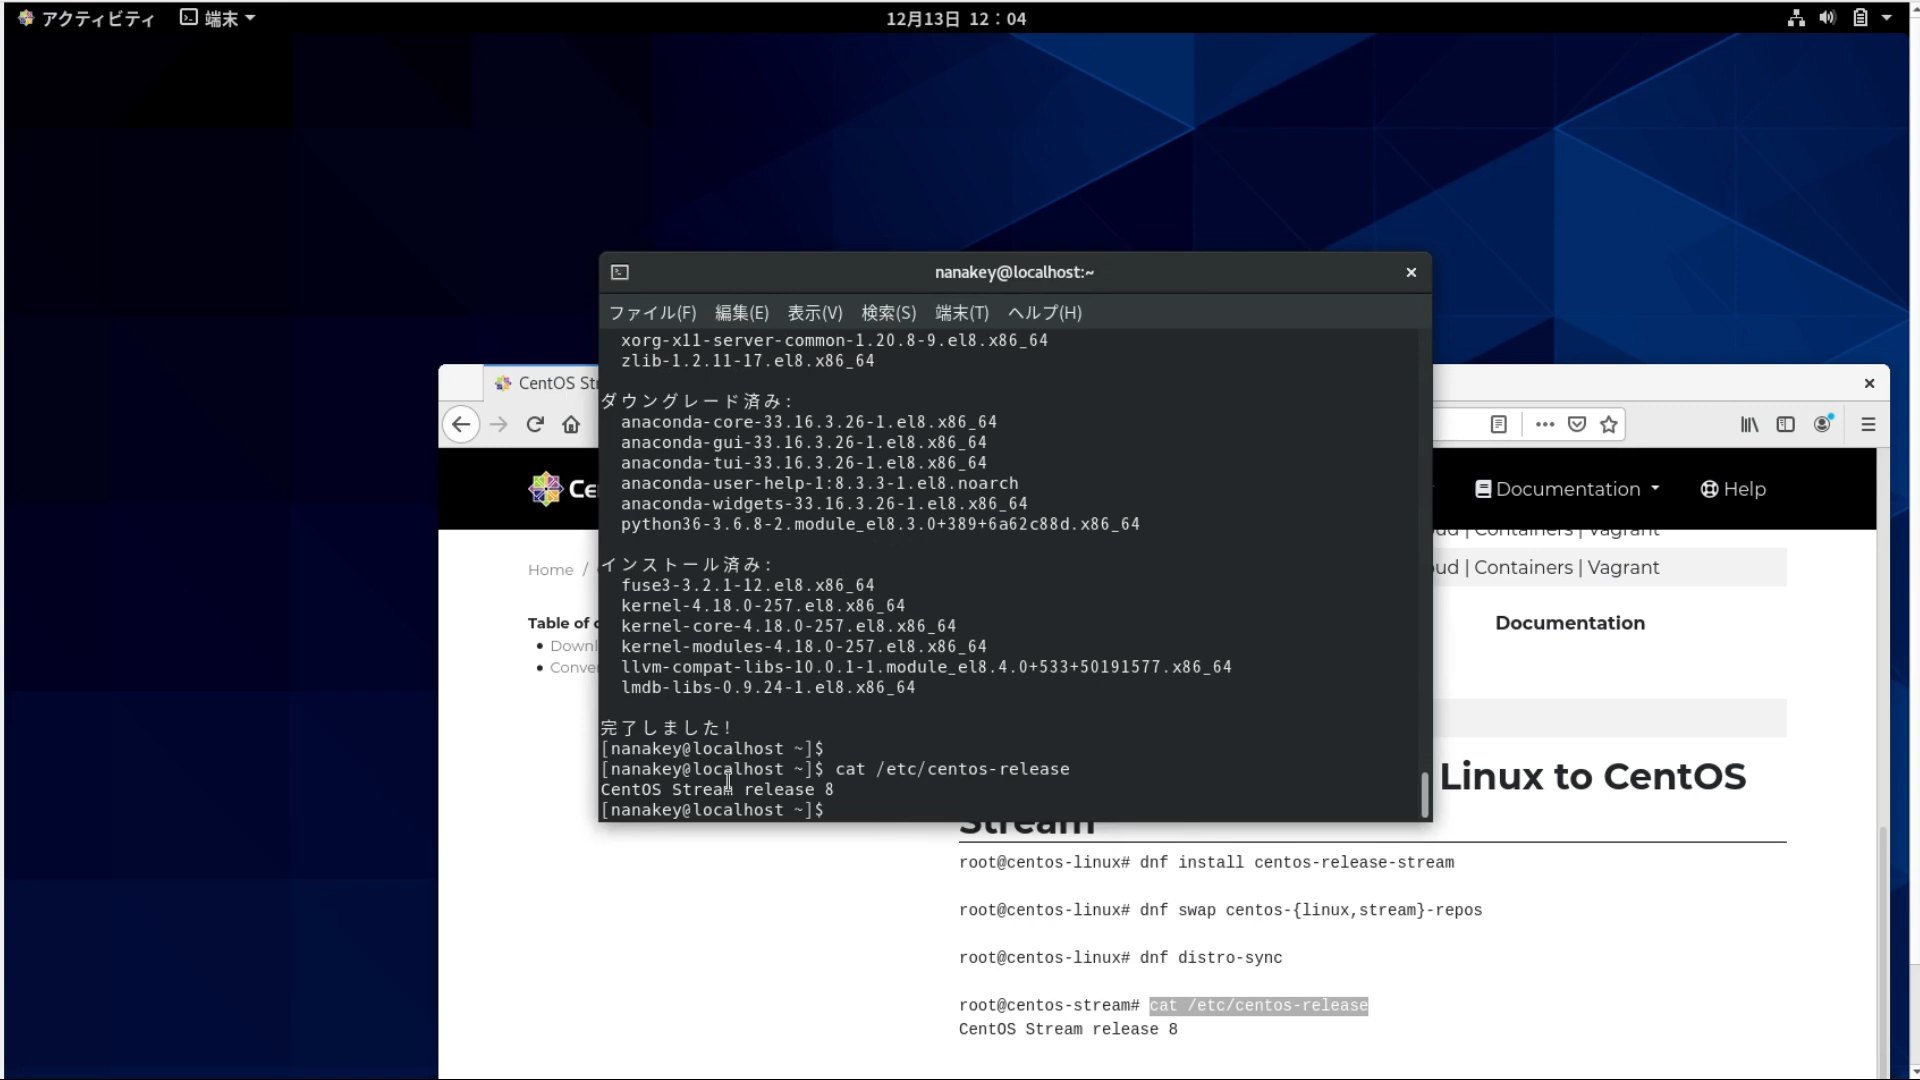 アクティビティ 端末 12月13日 12：04
nanakey@localhost:~
ファイル(F) 編集(E) 表示(V) 検索(S) 端末(T) ヘルプ(H)
xorg-x11-server-common-1.20.8-9.el8.x86_64
zlib-1.2.11-17.el8.x86_64
ダウングレード済み:
anaconda-core-33.16.3.26-1.el8.x86_64
anaconda-gui-33.16.3.26-1.el8.x86_64
anaconda-tui-33.16.3.26-1.el8.x86_64
anaconda-user-help-1:8.3.3-1.el8.noarch
anaconda-widgets-33.16.3.26-1.el8.x86_64
python36-3.6.8-2.module_el8.3.0+389+6a62c88d.x86_64
インストール済み:
fuse3-3.2.1-12.el8.x86_64
kernel-4.18.0-257.el8.x86_64
kernel-core-4.18.0-257.el8.x86_64
kernel-modules-4.18.0-257.el8.x86_64
llvm-compat-libs-10.0.1-1.module_el8.4.0+533+50191577.x86_64
lmdb-libs-0.9.24-1.el8.x86_64
完了しました!
[nanakey@localhost ~]$
[nanakey@localhost ~]$ cat /etc/centos-release
CentOS Stream release 8
[nanakey@localhost ~]$
CentOS Str
Ce Documentation Help
Containers | Vagrant
Home / oud | Containers | Vagrant
Table of Documentation
Downl
Conver
Linux to CentOS
Stream
root@centos-linux# dnf install centos-release-stream
root@centos-linux# dnf swap centos-{linux,stream}-repos
root@centos-linux# dnf distro-sync
root@centos-stream# cat /etc/centos-release
CentOS Stream release 8